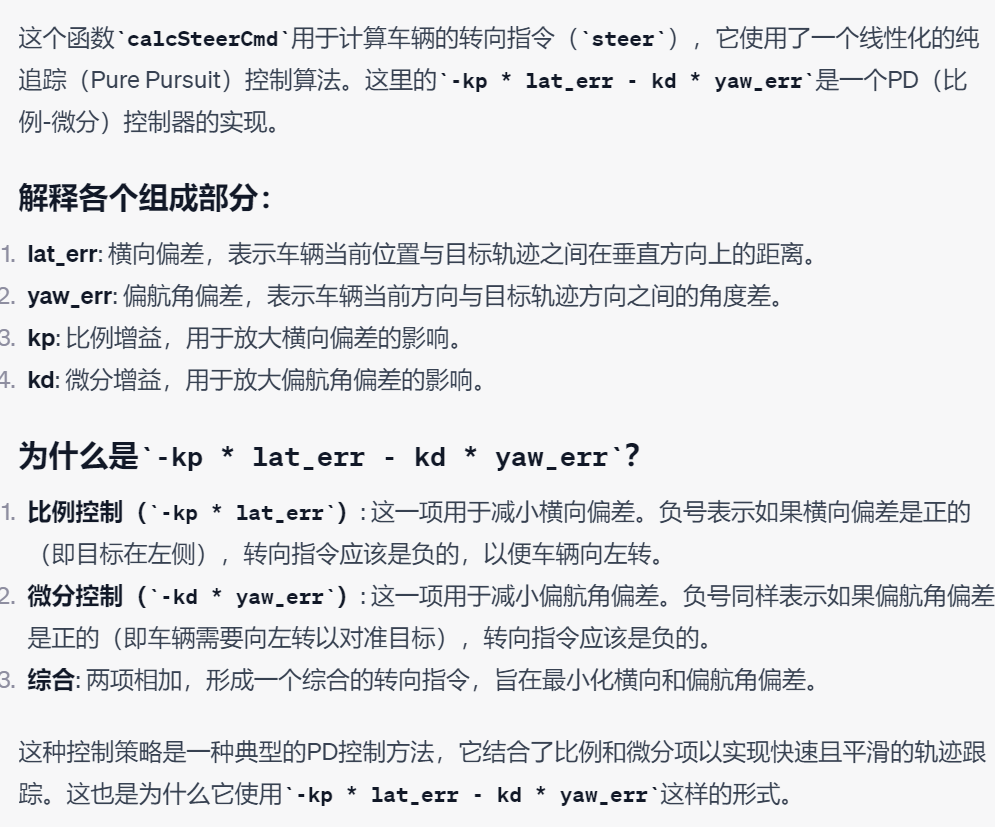 这个函数`calcSteerCmd`用于计算车辆的转向指令（`steer`），它使用了一个线性化的纯
追踪（Pure Pursuit）控制算法。这里的`-kp * lat_err - kd * yaw_err`是一个PD（比
例-微分）控制器的实现。
解释各个组成部分：
1. lat_err: 横向偏差，表示车辆当前位置与目标轨迹之间在垂直方向上的距离。
2. yaw_err: 偏航角偏差，表示车辆当前方向与目标轨迹方向之间的角度差。
3. kp: 比例增益，用于放大横向偏差的影响。
4. kd: 微分增益，用于放大偏航角偏差的影响。
为什么是`-kp * lat_err - kd * yaw_err`？
1. 比例控制（`-kp * lat_err`）: 这一项用于减小横向偏差。负号表示如果横向偏差是正的
（即目标在左侧），转向指令应该是负的，以便车辆向左转。
2. 微分控制（`-kd * yaw_err`）: 这一项用于减小偏航角偏差。负号同样表示如果偏航角偏差
是正的（即车辆需要向左转以对准目标），转向指令应该是负的。
3. 综合: 两项相加，形成一个综合的转向指令，旨在最小化横向和偏航角偏差。
这种控制策略是一种典型的PD控制方法，它结合了比例和微分项以实现快速且平滑的轨迹跟
踪。这也是为什么它使用`-kp * lat_err - kd * yaw_err`这样的形式。